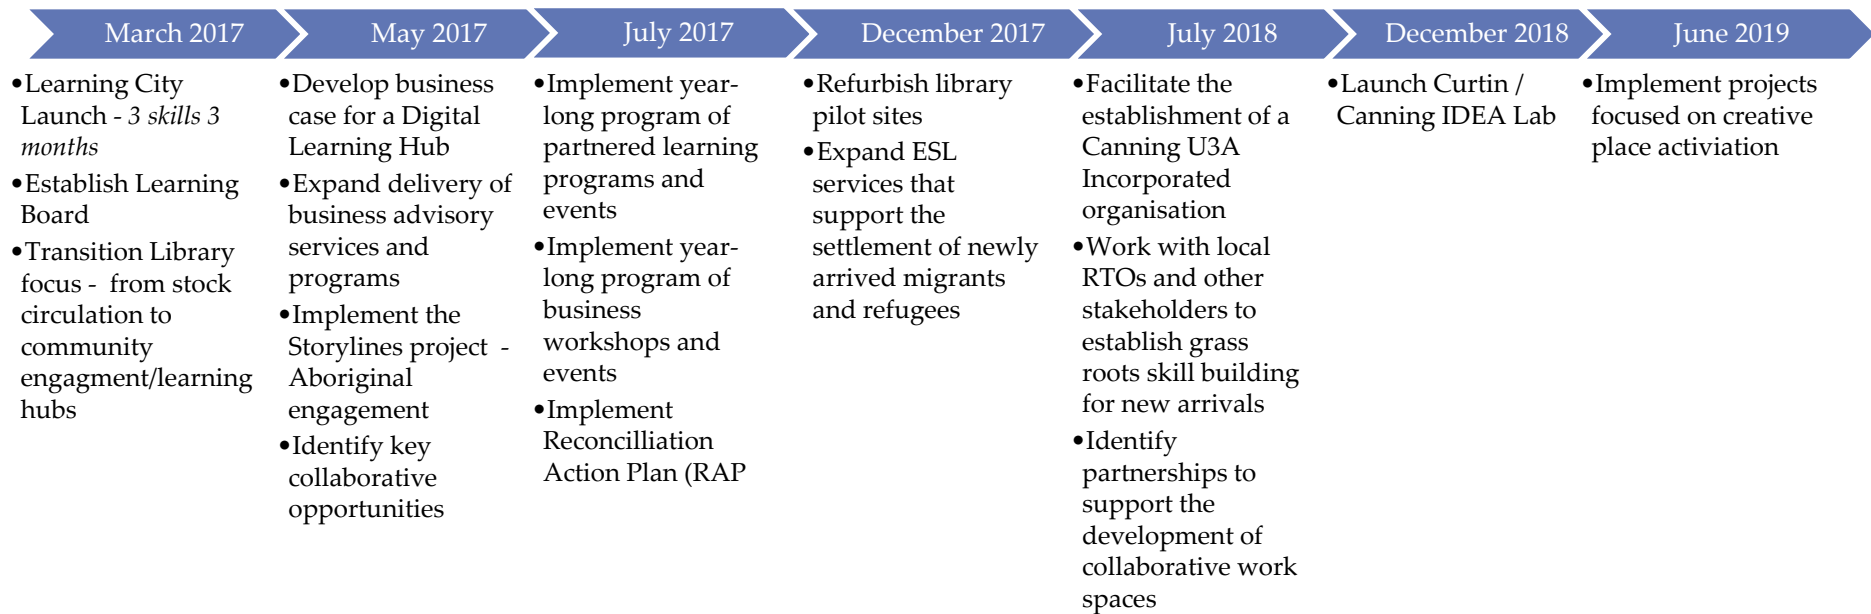 March 2017
May 2017
July 2017
December 2017
July 2018
December 2018
June 2019
•Learning City
Launch - 3 skills 3
months
•Establish Learning
Board
•Transition Library
focus -  from stock
circulation to
community
engagment/learning
hubs
•Develop business
case for a Digital
Learning Hub
•Expand delivery of
business advisory
services and
programs
•Implement the
Storylines project  -
Aboriginal
engagement
•Identify key
collaborative
opportunities
•Implement year-
long program of
partnered learning
programs and
events
•Implement year-
long program of
business
workshops and
events
•Implement
Reconcilliation
Action Plan (RAP
•Refurbish library
pilot sites
•Expand ESL
services that
support the
settlement of newly
arrived migrants
and refugees
•Facilitate the
establishment of a
Canning U3A
Incorporated
organisation
•Work with local
RTOs and other
stakeholders to
establish grass
roots skill building
for new arrivals
•Identify
partnerships to
support the
development of
collaborative work
spaces
•Launch Curtin /
Canning IDEA Lab
•Implement projects
focused on creative
place activiation